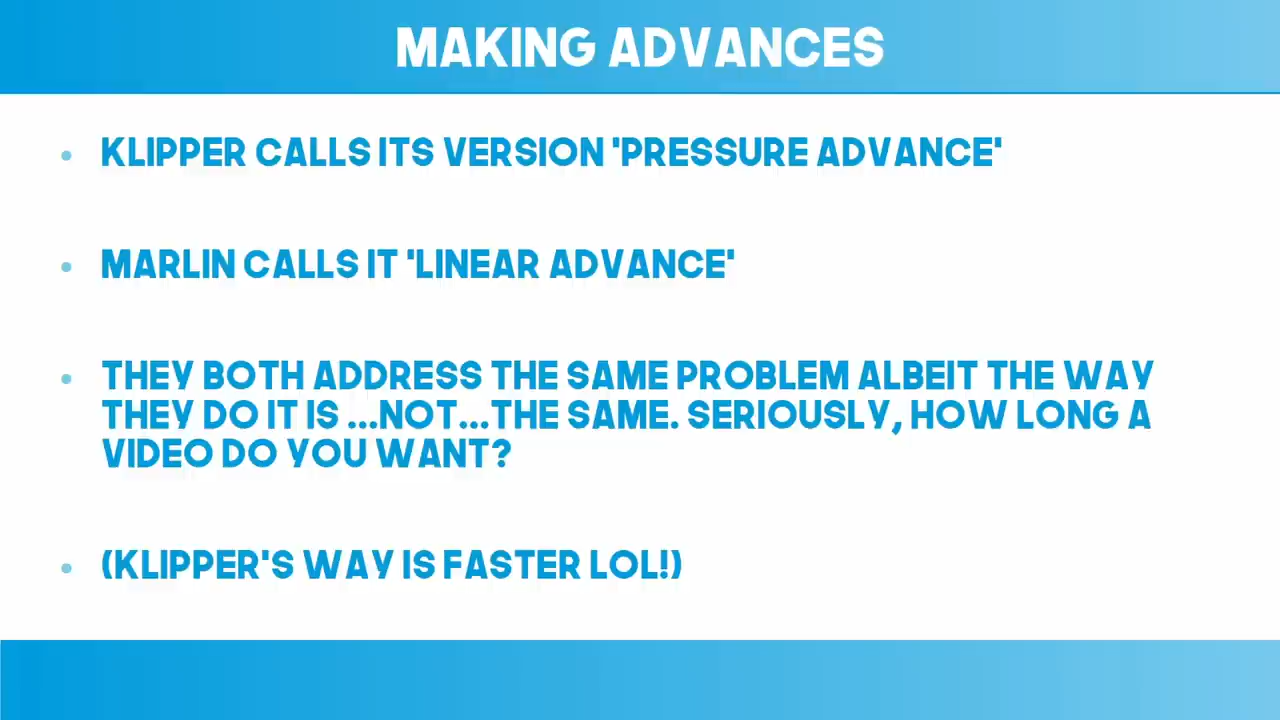 MAKING ADVANCES
• KLIPPER CALLS ITS VERSION 'PRESSURE ADVANCE'
• MARLIN CALLS IT 'LINEAR ADVANCE'
• THEY BOTH ADDRESS THE SAME PROBLEM ALBEIT THE WAY
THEY DO IT IS ...NOT...THE SAME. SERIOUSLY, HOW LONG A
VIDEO DO YOU WANT?
• (KLIPPER'S WAY IS FASTER LOL!)